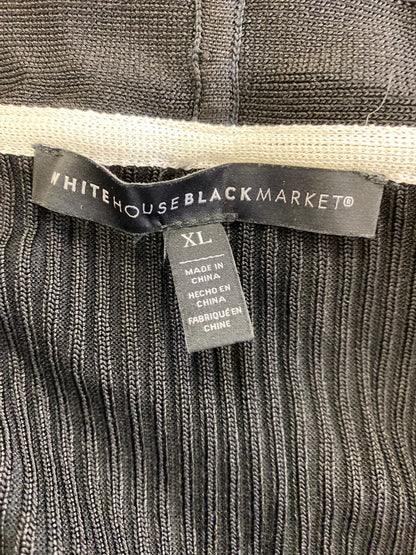 WHITEHOUSEBLACKMARKET®
XL
MADE IN
CHINA
HECHO EN
CHINA
FABRIQUÉ EN
CHINE